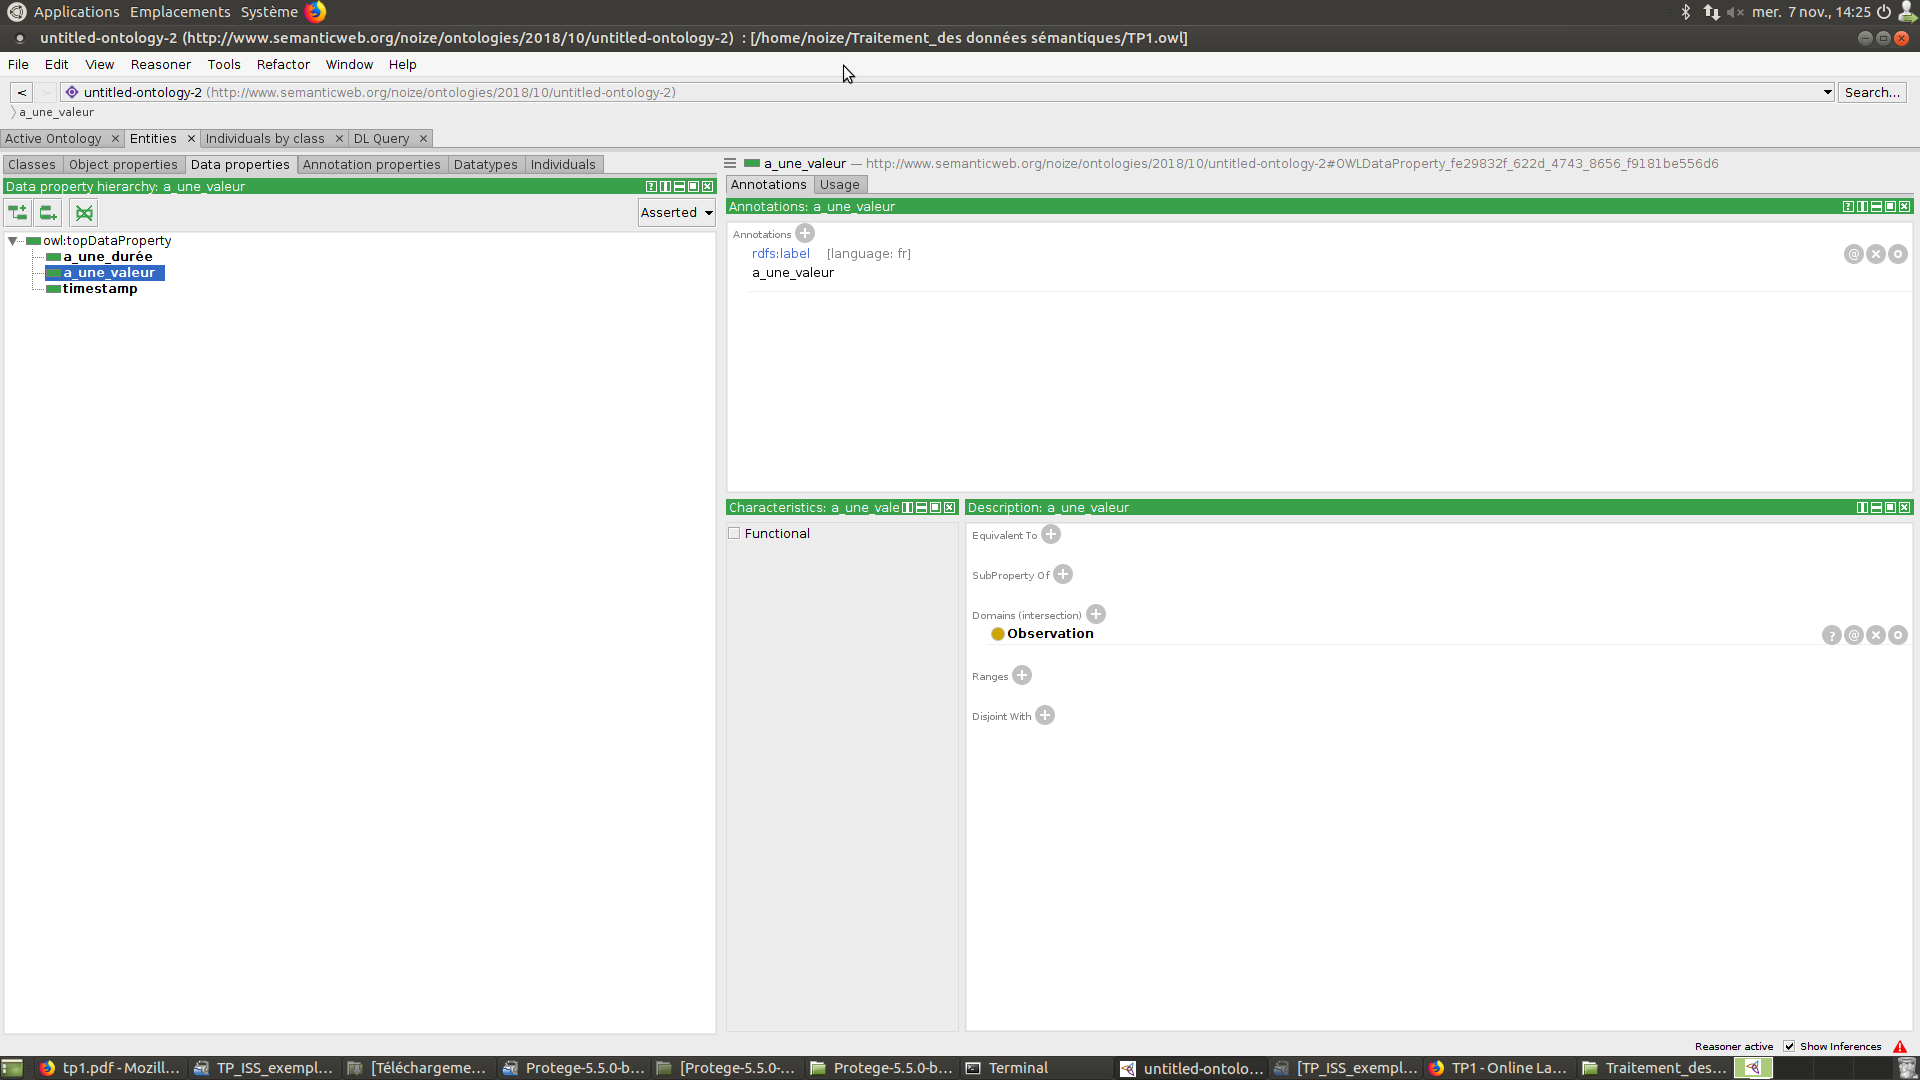 Applications Emplacements Système mer. 7 nov., 14:25
untitled-ontology-2 (http://www.semanticweb.org/noize/ontologies/2018/10/untitled-ontology-2) : [/home/noize/Traitement_des données sémantiques/TP1.owl]
File Edit View Reasoner Tools Refactor Window Help
< > untitled-ontology-2 (http://www.semanticweb.org/noize/ontologies/2018/10/untitled-ontology-2) Search...
a_une_valeur
Active Ontology × Entities × Individuals by class × DL Query ×
Classes Object properties Data properties Annotation properties Datatypes Individuals
a_une_valeur — http://www.semanticweb.org/noize/ontologies/2018/10/untitled-ontology-2#OWLDataProperty_fe29832f_622d_4743_8656_f9181be556d6
Data property hierarchy: a_une_valeur
Asserted
owl:topDataProperty
a_une_durée
a_une_valeur
timestamp
Annotations Usage
Annotations: a_une_valeur
Annotations
rdfs:label [language: fr]
a_une_valeur
Characteristics: a_une_vale
Functional
Description: a_une_valeur
Equivalent To
SubProperty Of
Domains (intersection)
Observation
Ranges
Disjoint With
Reasoner active Show Inferences
tp1.pdf - Mozill... TP_ISS_exempl... [Téléchargeme... Protege-5.5.0-b... [Protege-5.5.0-... Protege-5.5.0-b... Terminal untitled-ontolo... [TP_ISS_exempl... TP1 - Online La... Traitement_des...